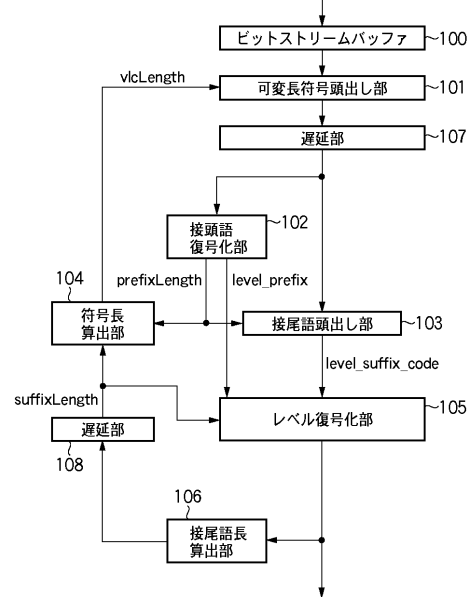 ビットストリームバッファ
100
vlcLength
可変長符号頭出し部
101
遅延部
107
接頭語
復号化部
102
prefixLength
level_prefix
104
符号長
算出部
接尾語頭出し部
103
level_suffix_code
suffixLength
レベル復号化部
105
遅延部
108
106
接尾語長
算出部